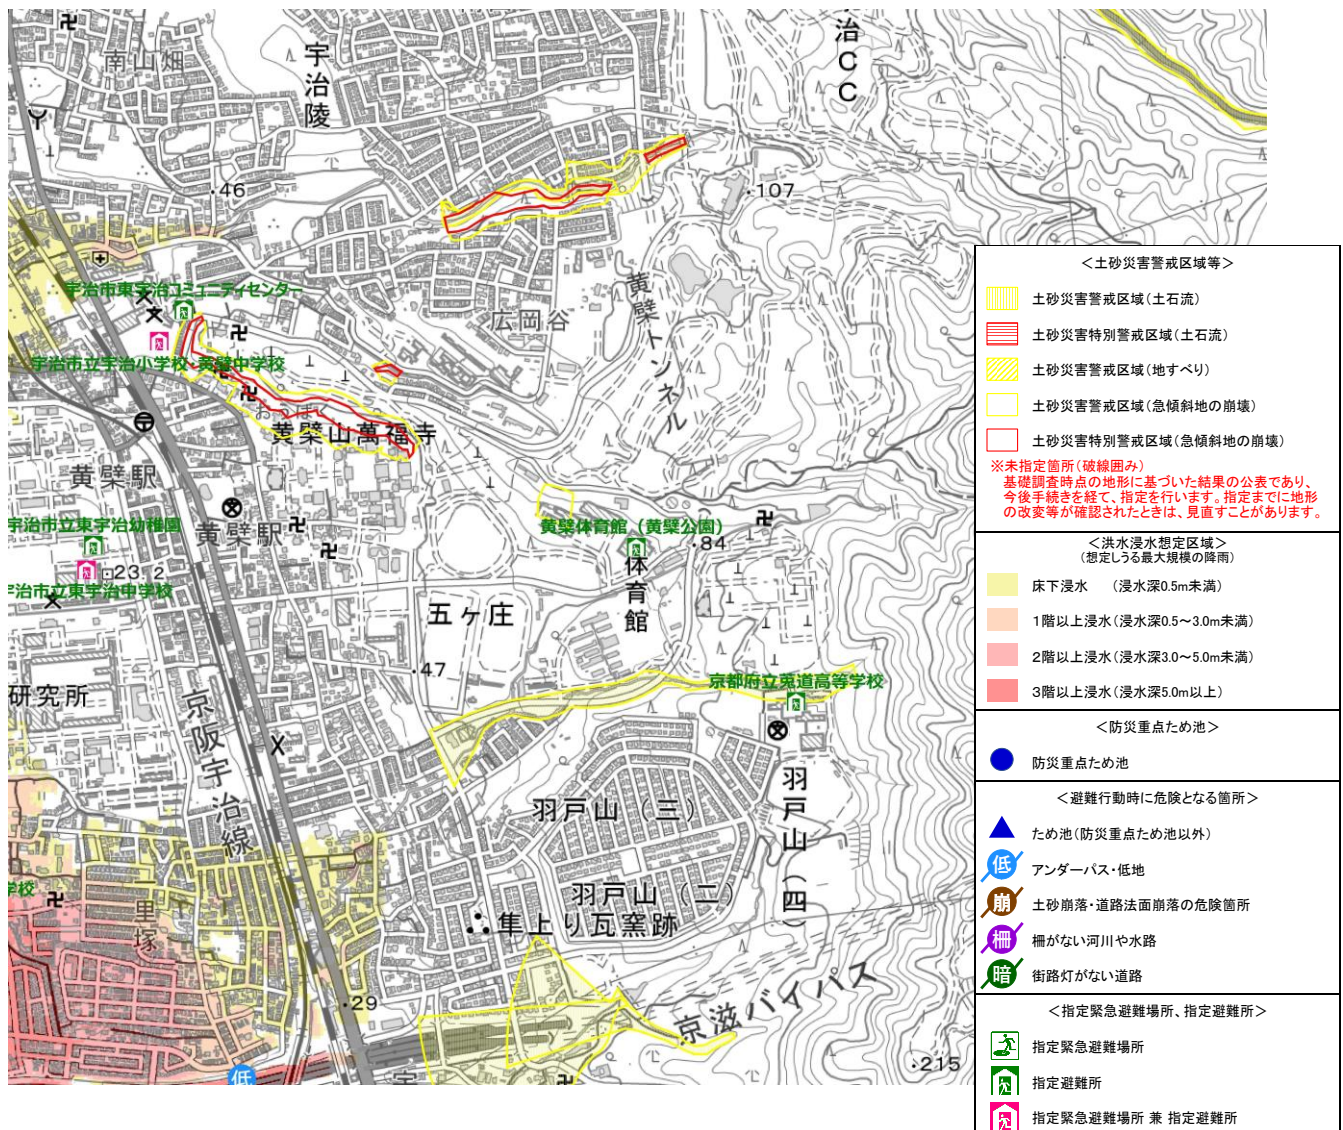 南山畑
宇治陵
治CC
・46
・107
宇治市東宇治コミュニティセンター
広岡谷
黄檗トンネル
宇治市立宇治小学校・黄檗中学校
おうばく
黄檗山萬福寺
黄檗駅
黄檗駅
宇治市立東宇治幼稚園
黄檗体育館(黄檗公園)
・84
23.2
体育館
宇治市立東宇治中学校
五ヶ庄
・47
京都府立莵道高等学校
研究所
京阪宇治線
羽戸山(三)
羽戸山(四)
羽戸山(二)
学校
里塚
隼上り瓦窯跡
・29
京滋バイパス
・215
低
<土砂災害警戒区域等>
土砂災害警戒区域(土石流)
土砂災害特別警戒区域(土石流)
土砂災害警戒区域(地すべり)
土砂災害警戒区域(急傾斜地の崩壊)
土砂災害特別警戒区域(急傾斜地の崩壊)
※未指定箇所(破線囲み)
基礎調査時点の地形に基づいた結果の公表であり、
今後手続きを経て、指定を行います。指定までに地形
の改変等が確認されたときは、見直すことがあります。
<洪水浸水想定区域>
(想定しうる最大規模の降雨)
床下浸水 (浸水深0.5m未満)
1階以上浸水(浸水深0.5~3.0m未満)
2階以上浸水(浸水深3.0~5.0m未満)
3階以上浸水(浸水深5.0m以上)
<防災重点ため池>
防災重点ため池
<避難行動時に危険となる箇所>
ため池(防災重点ため池以外)
低 アンダーパス・低地
崩 土砂崩落・道路法面崩落の危険箇所
柵 柵がない河川や水路
暗 街路灯がない道路
<指定緊急避難場所、指定避難所>
指定緊急避難場所
指定避難所
指定緊急避難場所 兼 指定避難所